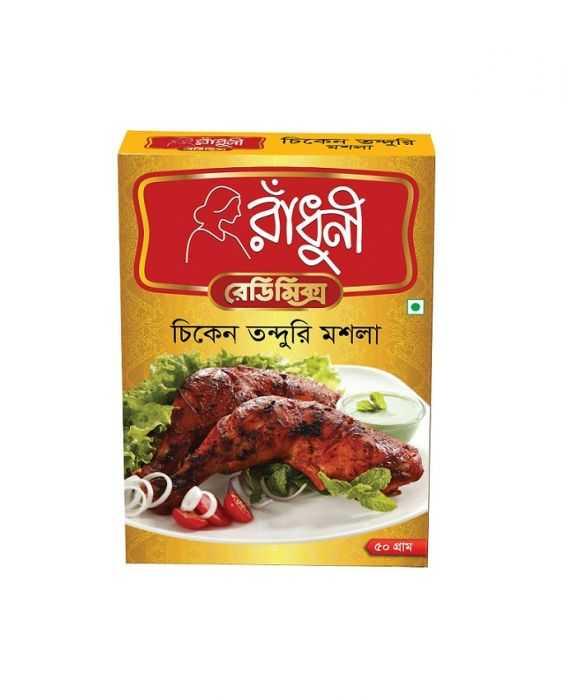 রাঁধুনী
রেডিমিক্স
চিকেন তন্দুরি
মশলা
রাঁধুনী
রেডিমিক্স
চিকেন তন্দুরি মশলা
৫০ গ্রাম